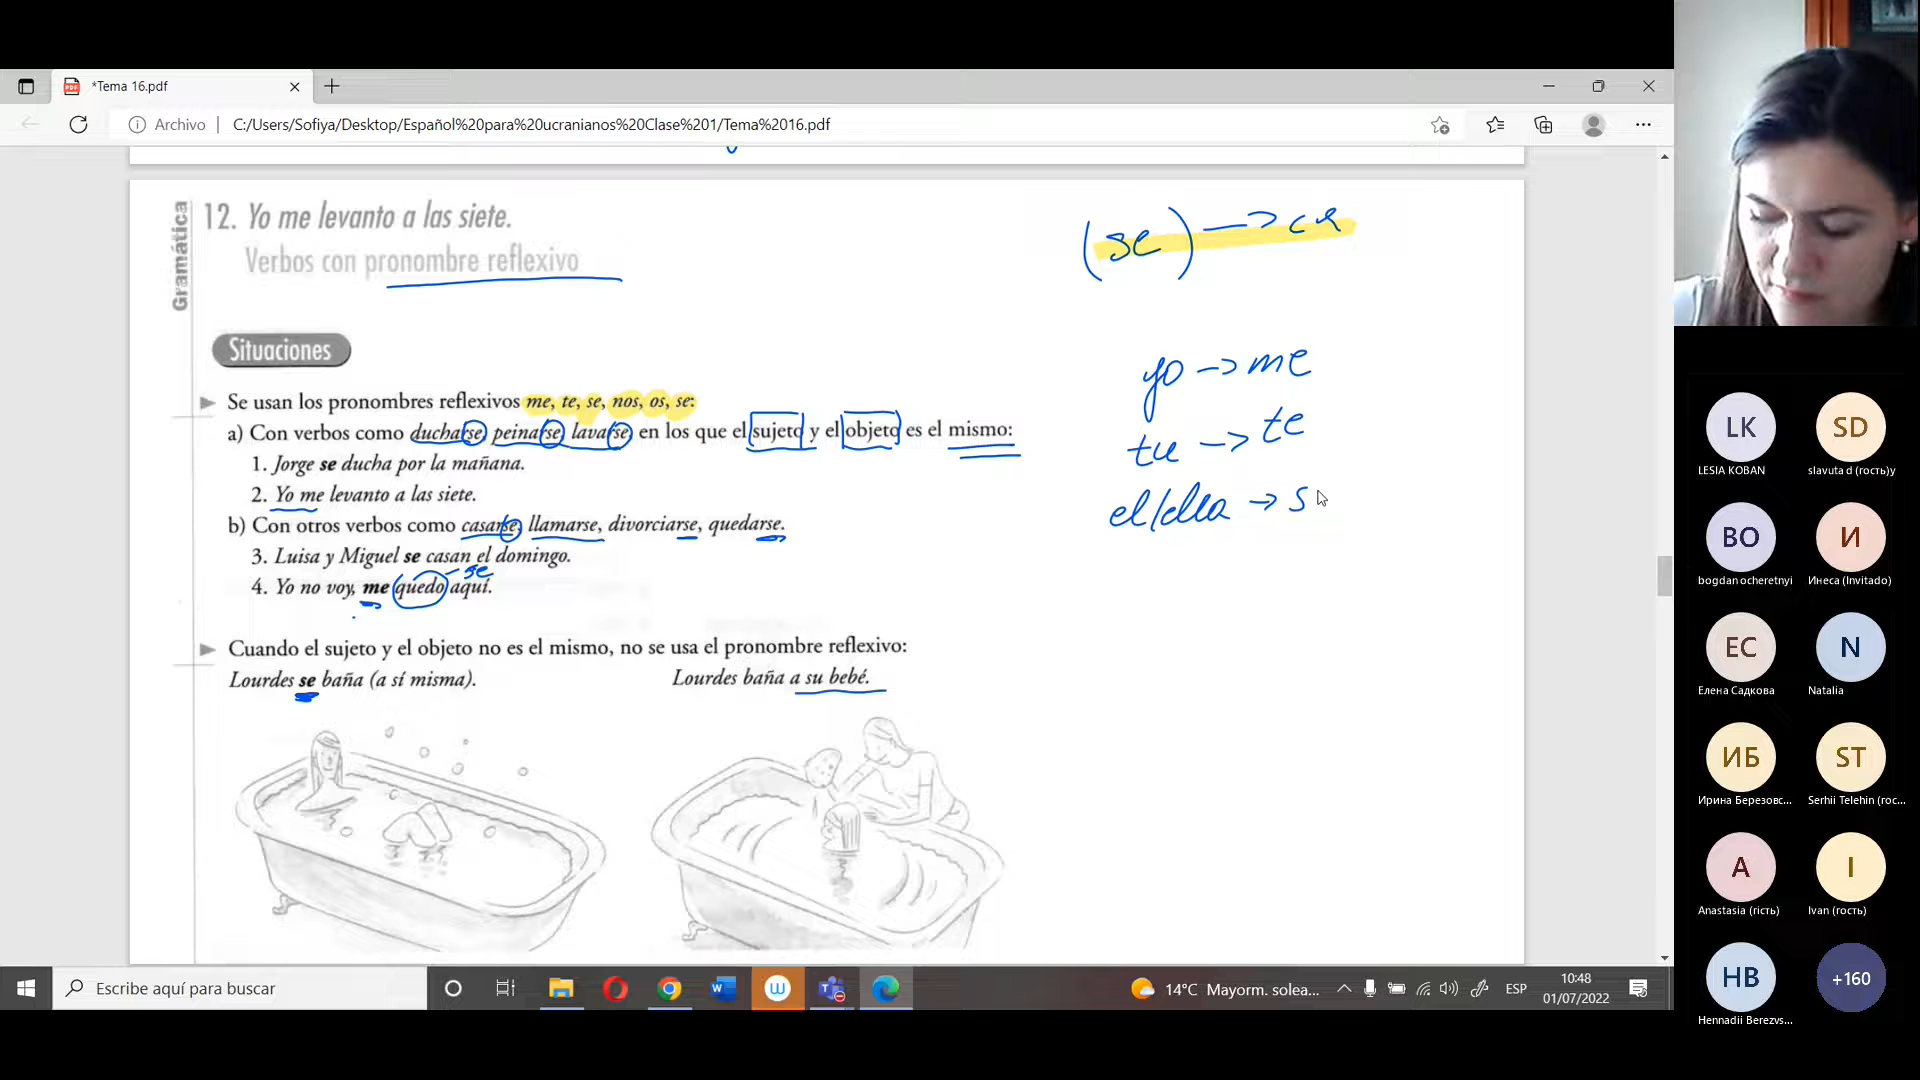 *Tema 16.pdf
Archivo | C:/Users/Sofiya/Desktop/Español%20para%20ucranianos%20Clase%201/Tema%2016.pdf
Gramática
12. Yo me levanto a las siete.
Verbos con pronombre reflexivo
(se) → ся
Situaciones
Se usan los pronombres reflexivos me, te, se, nos, os, se:
a) Con verbos como ducharse, peinarse, lavarse, en los que el sujeto y el objeto es el mismo:
1. Jorge se ducha por la mañana.
2. Yo me levanto a las siete.
b) Con otros verbos como casarse, llamarse, divorciarse, quedarse.
3. Luisa y Miguel se casan el domingo.
se
4. Yo no voy, me quedo aquí.
yo → me
tu → te
el/ella → s
Cuando el sujeto y el objeto no es el mismo, no se usa el pronombre reflexivo:
Lourdes se baña (a sí misma).
Lourdes baña a su bebé.
LK
LESIA KOBAN
SD
slavuta d (гость)y
BO
bogdan ocheretnyi
И
Инеса (Invitado)
ЕС
Елена Садкова
N
Natalia
ИБ
Ирина Березовс...
ST
Serhii Telehin (гос...
A
Anastasia (гість)
I
Ivan (гость)
HB
Hennadii Berezvs...
+160
Escribe aquí para buscar
14°C Mayorm. solea...
ESP
10:48
01/07/2022